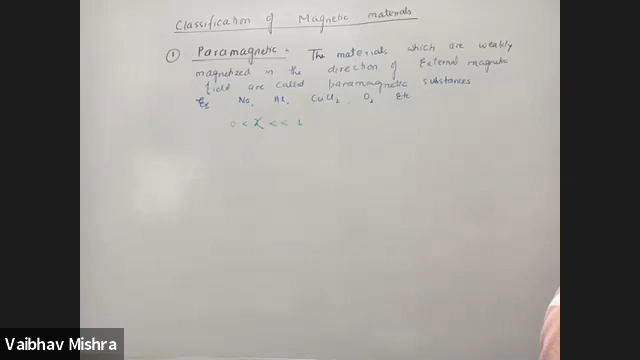 Classification of Magnetic materials
① Paramagnetic - The materials which are weakly
magnetized in the direction of External magnetic
field are called paramagnetic substances
Ex Na, Al, CuCl2, O2 Etc
0 < χ << 1
Vaibhav Mishra